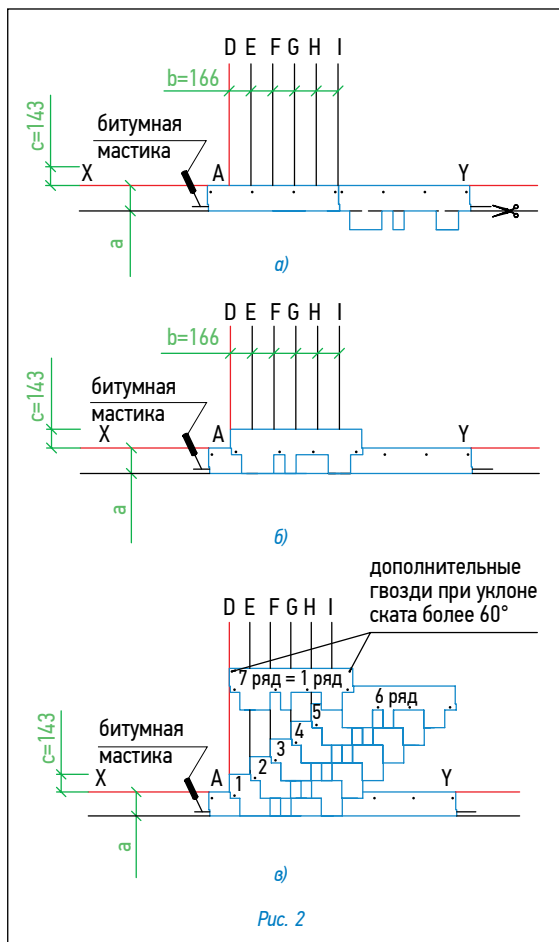 D E F G H I
b=166
c=143
битумная
мастика
X A Y
a
а)
D E F G H I
b=166
c=143
битумная
мастика
X A Y
a
б)
дополнительные
гвозди при уклоне
ската более 60°
D E F G H I
7 ряд = 1 ряд
6 ряд
5
4
3
2
1
c=143
битумная
мастика
X A Y
a
в)
Рис. 2